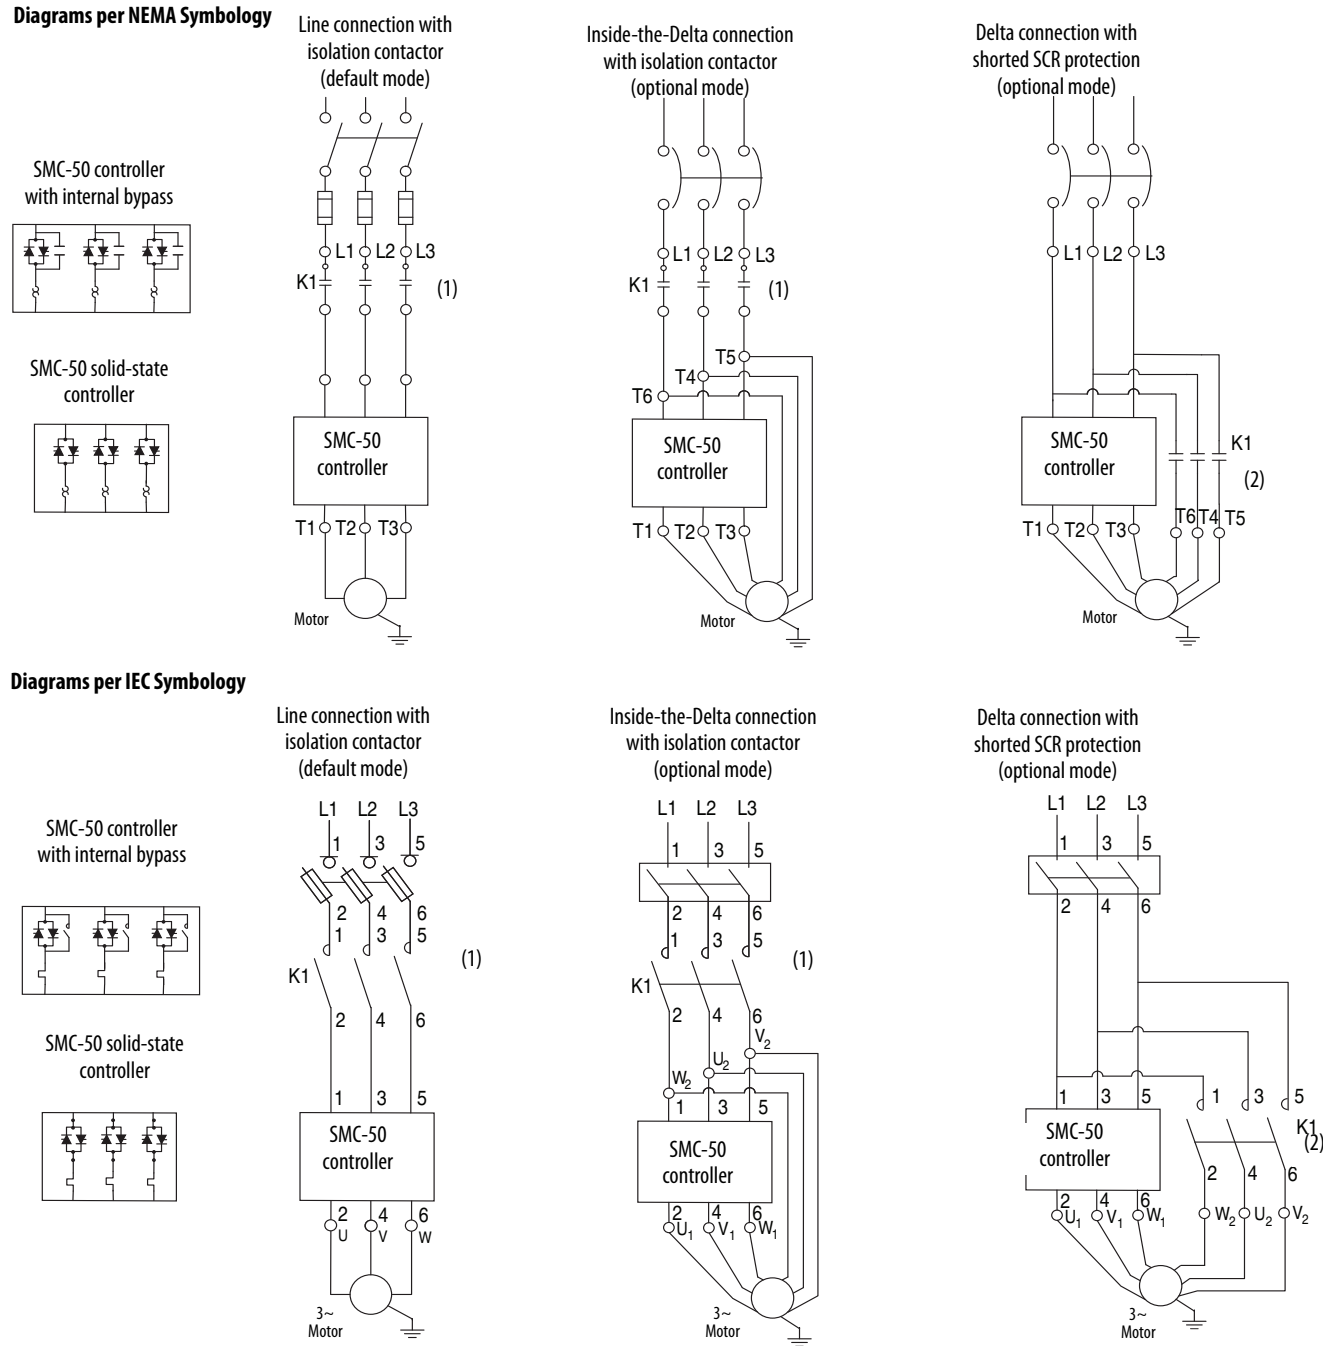 Diagrams per NEMA Symbology
Line connection with
isolation contactor
(default mode)
Inside-the-Delta connection
with isolation contactor
(optional mode)
Delta connection with
shorted SCR protection
(optional mode)
SMC-50 controller
with internal bypass
SMC-50 solid-state
controller
L1 L2 L3
K1 (1)
SMC-50
controller
T1 T2 T3
Motor
L1 L2 L3
K1 (1)
T5
T4
T6
SMC-50
controller
T1 T2 T3
Motor
L1 L2 L3
SMC-50
controller
K1
(2)
T1 T2 T3 T6 T4 T5
Motor
Diagrams per IEC Symbology
Line connection with
isolation contactor
(default mode)
Inside-the-Delta connection
with isolation contactor
(optional mode)
Delta connection with
shorted SCR protection
(optional mode)
SMC-50 controller
with internal bypass
SMC-50 solid-state
controller
L1 L2 L3
1 3 5
2 4 6
1 3 5
K1 (1)
2 4 6
1 3 5
SMC-50
controller
2 4 6
U V W
3~
Motor
L1 L2 L3
1 3 5
2 4 6
1 3 5
K1 (1)
2 4 6
V2
U2
W2
1 3 5
SMC-50
controller
2 4 6
U1 V1 W1
3~
Motor
L1 L2 L3
1 3 5
2 4 6
1 3 5 1 3 5
SMC-50
controller
K1
(2)
2 4 6
2 4 6
U1 V1 W1 W2 U2 V2
3~
Motor